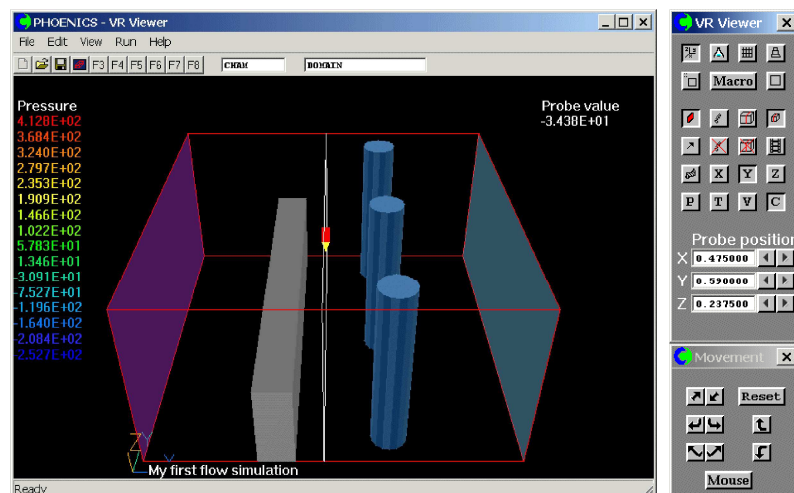 PHOENICS - VR Viewer
File Edit View Run Help
F3 F4 F5 F6 F7 F8 CHAM DOMAIN
Pressure
4.128E+02
3.684E+02
3.240E+02
2.797E+02
2.353E+02
1.909E+02
1.466E+02
1.022E+02
5.783E+01
1.346E+01
-3.091E+01
-7.527E+01
-1.196E+02
-1.640E+02
-2.084E+02
-2.527E+02
Probe value
-3.438E+01
Z Y X
My first flow simulation
Ready
VR Viewer
Macro
X Y Z
P T V C
Probe position
X 0.475000
Y 0.590000
Z 0.237500
Movement
Reset
Mouse